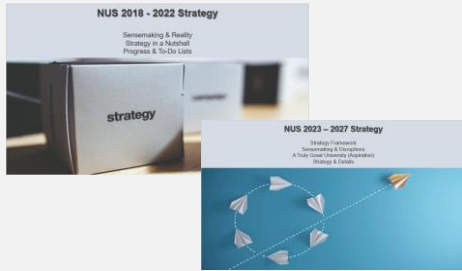 NUS 2018 - 2022 Strategy
Sensemaking & Reality
Strategy in a Nutshell
Progress & To-Do Lists
strategy
NUS 2023 – 2027 Strategy
Strategy Framework
Sensemaking & Disruptions
A Truly Great University (Aspiration)
Strategy & Details